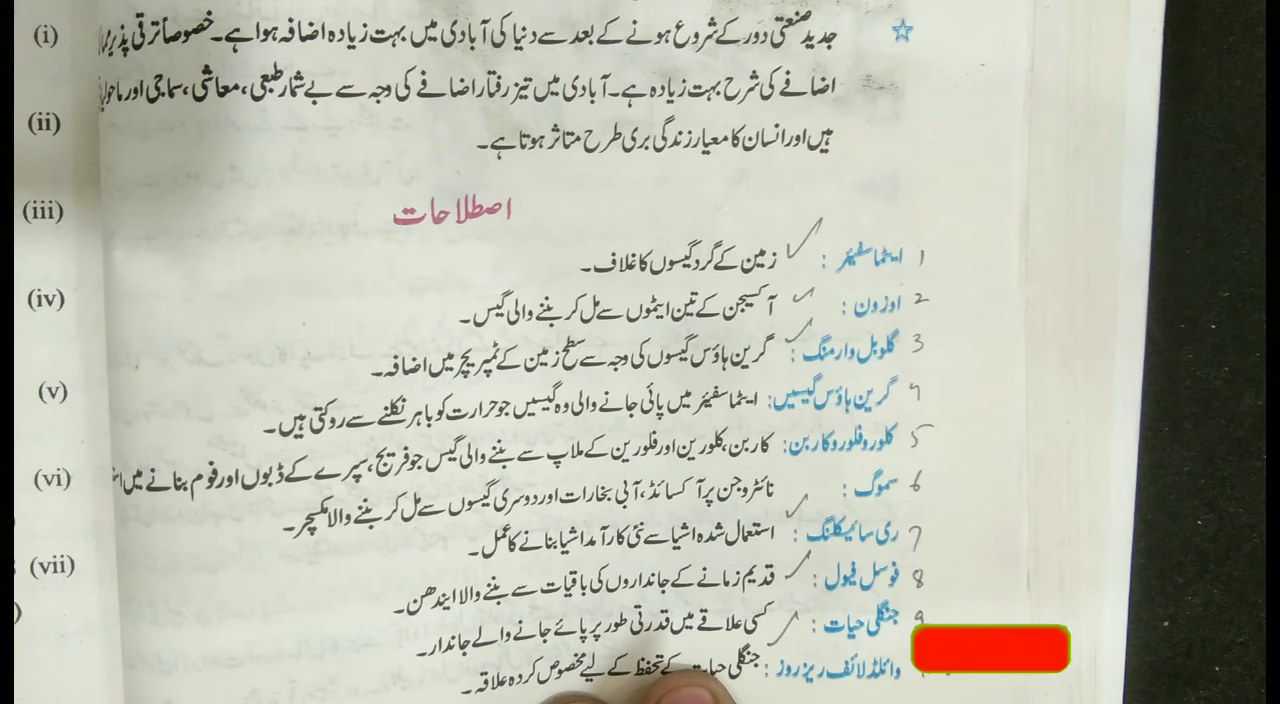 ☆ جدید صنعتی دَور کے شروع ہونے کے بعد سے دنیا کی آبادی میں بہت زیادہ اضافہ ہوا ہے۔ خصوصاً ترقی پذیر
اضافے کی شرح بہت زیادہ ہے۔ آبادی میں تیز رفتار اضافے کی وجہ سے بے شمار طبعی، معاشی، سماجی اور
ہیں اور انسان کا معیارِ زندگی بری طرح متاثر ہوتا ہے۔
اصطلاحات
1 ایٹماسفیئر : زمین کے گرد گیسوں کا غلاف۔
2 اوزون : آکسیجن کے تین ایٹموں سے مل کر بننے والی گیس۔
3 گلوبل وارمنگ : گرین ہاؤس گیسوں کی وجہ سے سطح زمین کے ٹمپریچر میں اضافہ۔
۴ گرین ہاؤس گیسیں: ایٹماسفیئر میں پائی جانے والی وہ گیسیں جو حرارت کو باہر نکلنے سے روکتی ہیں۔
5 کلوروفلوروکاربن: کاربن، کلورین اور فلورین کے ملاپ سے بننے والی گیس جو فریج، سپرے کے ڈبوں اور فوم بنانے میں
6 سموگ : نائٹروجن پر آکسائڈ، آبی بخارات اور دوسری گیسوں سے مل کر بننے والا مکسچر۔
7 ری سائیکلنگ : استعمال شدہ اشیا سے نئی کارآمد اشیا بنانے کا عمل۔
8 فوسل فیول : قدیم زمانے کے جانداروں کی باقیات سے بننے والا ایندھن۔
9 جنگلی حیات : کسی علاقے میں قدرتی طور پر پائے جانے والے جاندار۔
وائلڈ لائف ریزروز : جنگلی حیات کے تحفظ کے لیے مخصوص کردہ علاقہ۔
(i)
(ii)
(iii)
(iv)
(v)
(vi)
(vii)